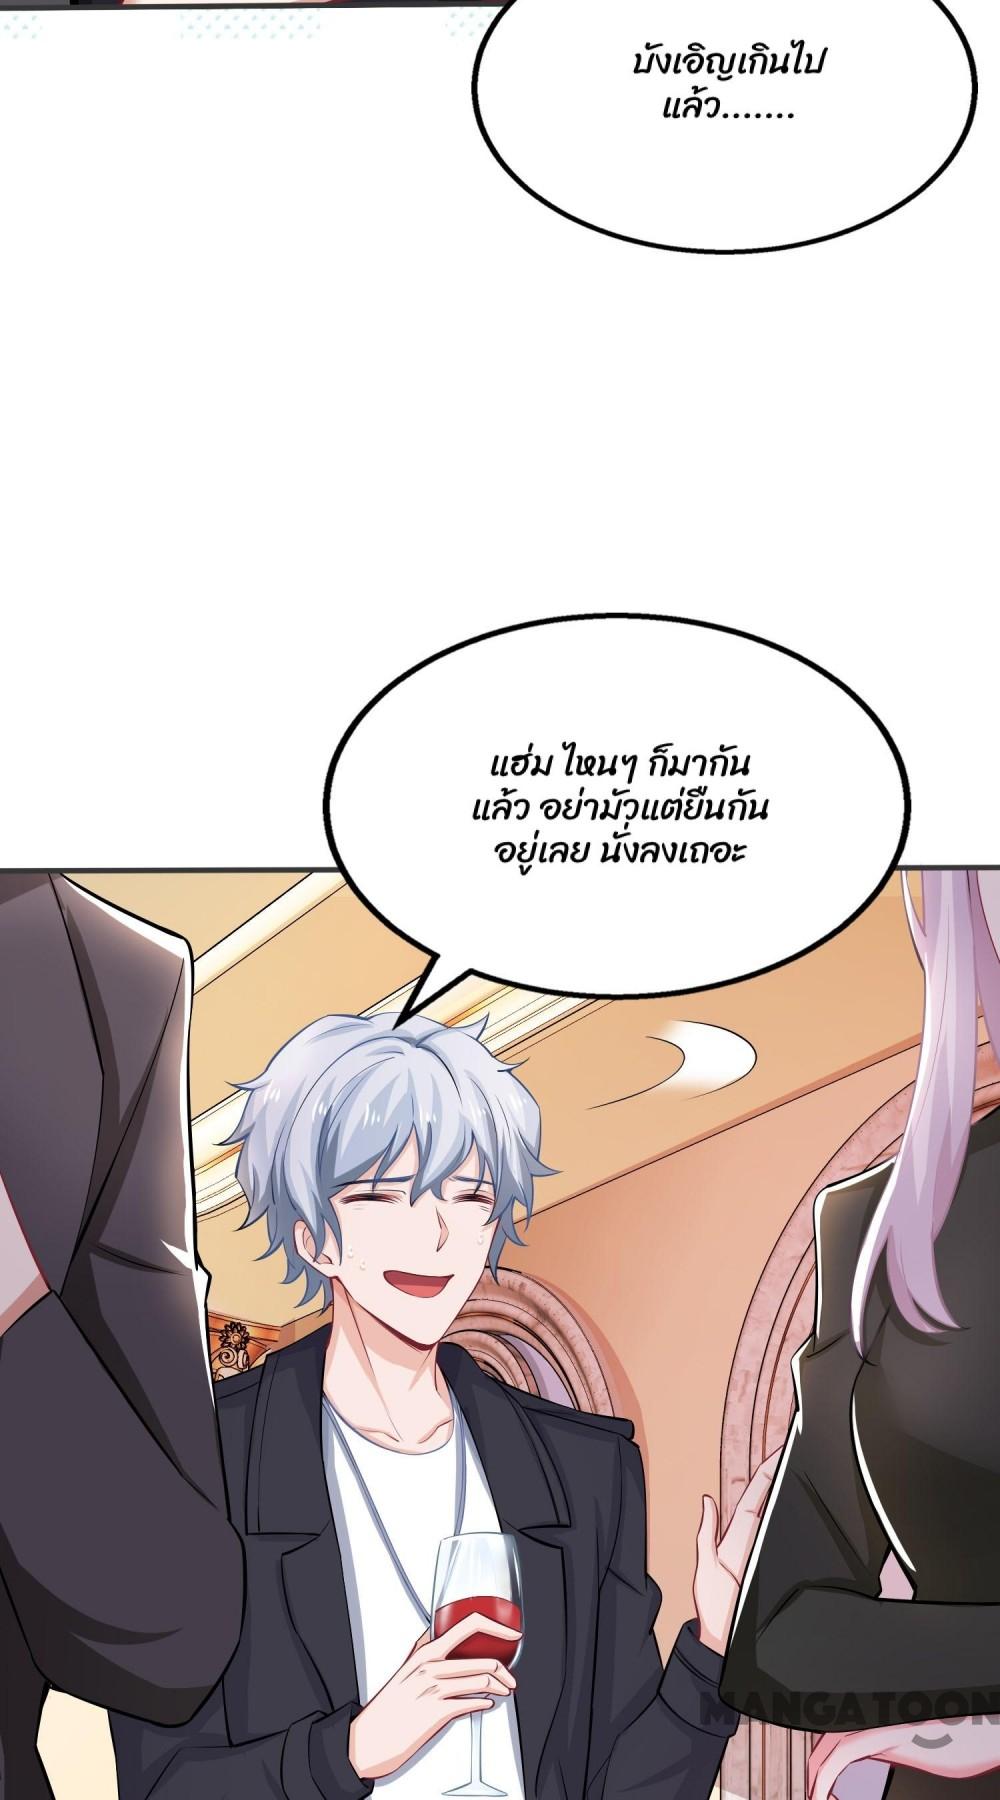 บังเอิญเกินไป
แล้ว.......
แฮ่ม ไหนๆ ก็มากัน
แล้ว อย่ามัวแต่ยืนกัน
อยู่เลย นั่งลงเถอะ
MANGATOON